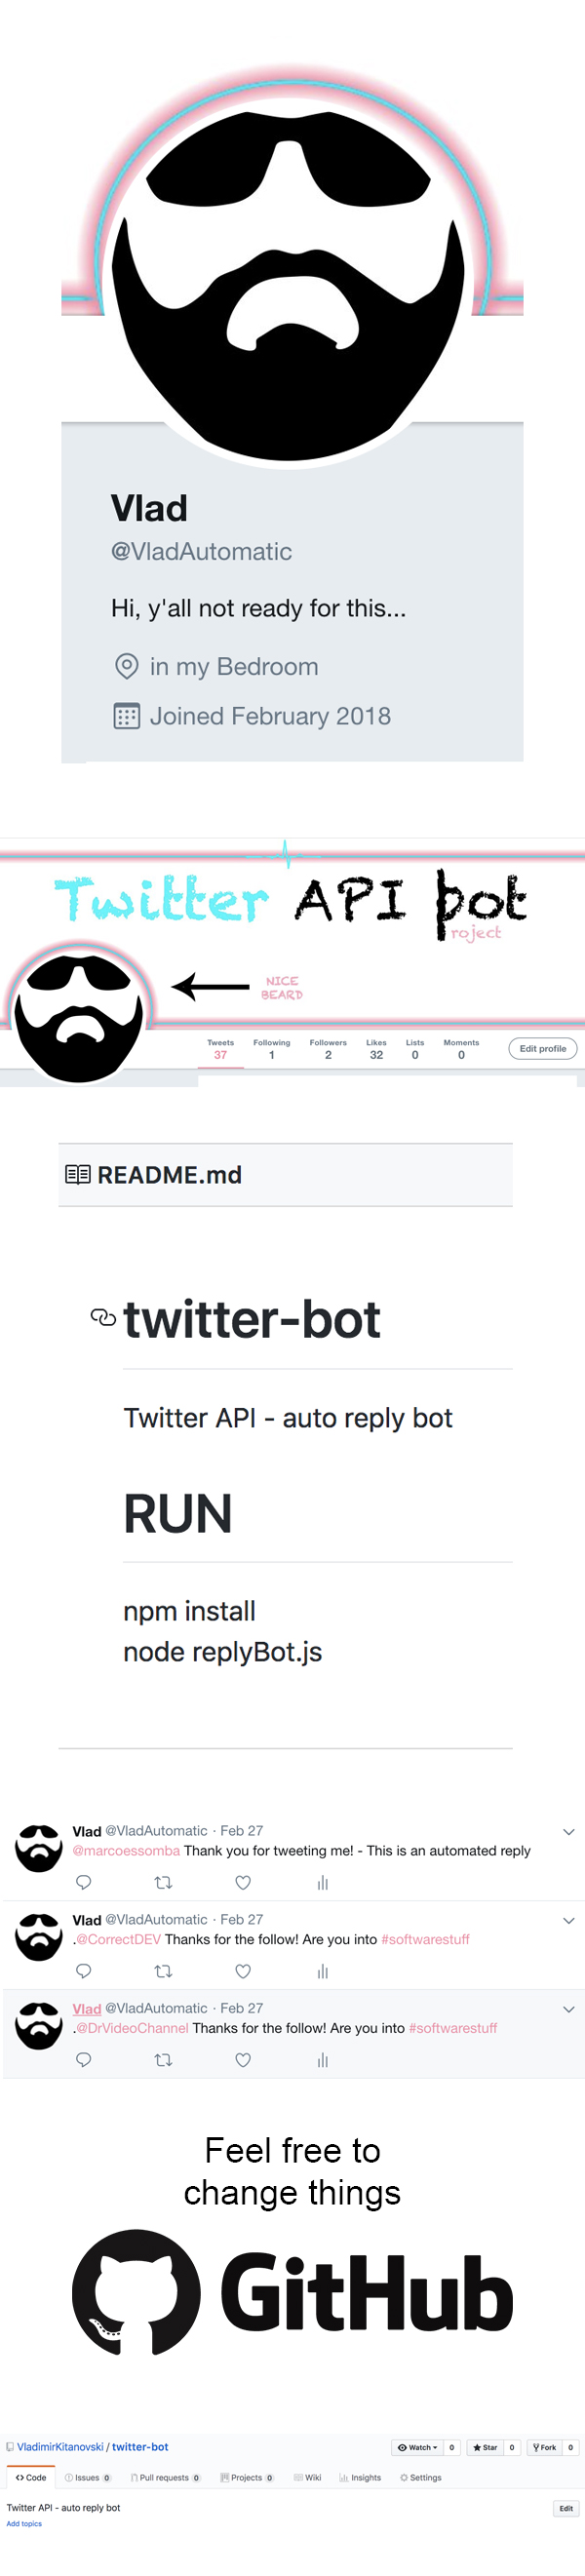 Vlad
@VladAutomatic
Hi, y'all not ready for this...
in my Bedroom
Joined February 2018
Twitter API bot
roject
NICE
BEARD
Tweets Following Followers Likes Lists Moments
37 1 2 32 0 0
Edit profile
README.md
twitter-bot
Twitter API - auto reply bot
RUN
npm install
node replyBot.js
Vlad @VladAutomatic · Feb 27
@marcoessomba Thank you for tweeting me! - This is an automated reply
Vlad @VladAutomatic · Feb 27
.@CorrectDEV Thanks for the follow! Are you into #softwarestuff
Vlad @VladAutomatic · Feb 27
.@DrVideoChannel Thanks for the follow! Are you into #softwarestuff
Feel free to
change things
GitHub
VladimirKitanovski / twitter-bot
Watch 0 Star 0 Fork 0
Code Issues 0 Pull requests 0 Projects 0 Wiki Insights Settings
Twitter API - auto reply bot
Edit
Add topics